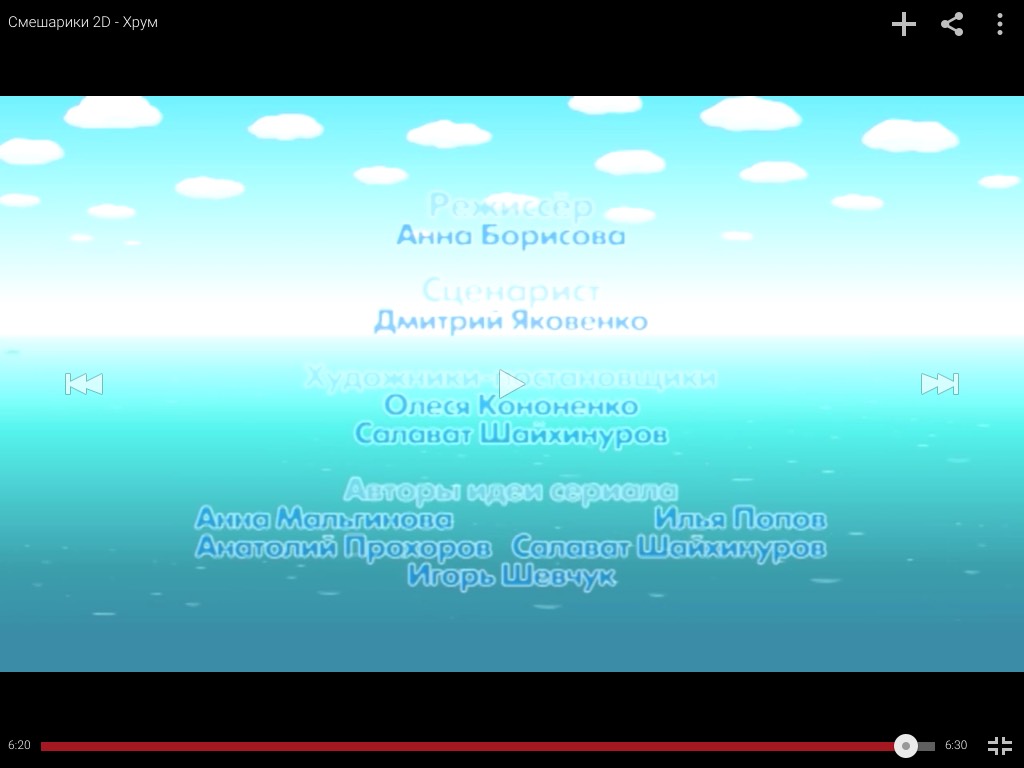 Смешарики 2D - Хрум
Режиссёр
Анна Борисова
Сценарист
Дмитрий Яковенко
Художники-постановщики
Олеся Кононенко
Салават Шайхинуров
Авторы идеи сериала
Анна Мальгинова Илья Попов
Анатолий Прохоров Салават Шайхинуров
Игорь Шевчук
6:20 6:30